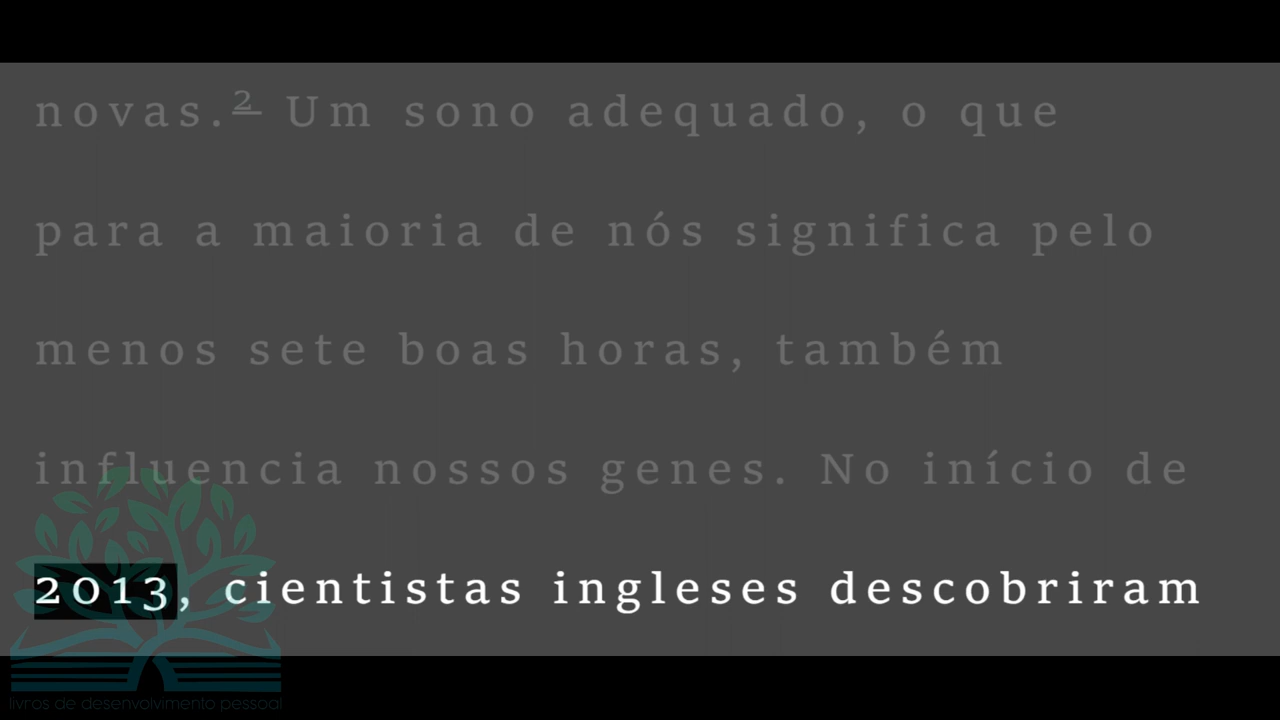 novas.2 Um sono adequado, o que
para a maioria de nós significa pelo
menos sete boas horas, também
influencia nossos genes. No início de
2013, cientistas ingleses descobriram
livros de desenvolvimento pessoal